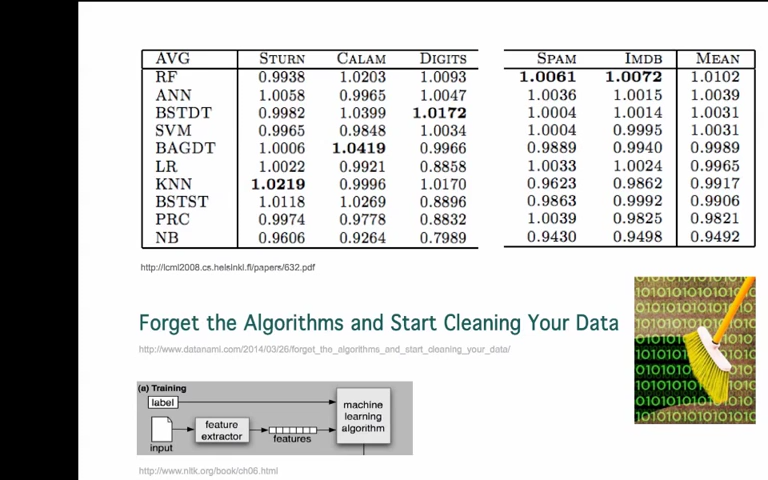 AVG STURN CALAM DIGITS SPAM IMDB MEAN
RF 0.9938 1.0203 1.0093 1.0061 1.0072 1.0102
ANN 1.0058 0.9965 1.0047 1.0036 1.0015 1.0039
BSTDT 0.9982 1.0399 1.0172 1.0004 1.0014 1.0031
SVM 0.9965 0.9848 1.0034 1.0004 0.9995 1.0031
BAGDT 1.0006 1.0419 0.9966 0.9889 0.9940 0.9989
LR 1.0022 0.9921 0.8858 1.0033 1.0024 0.9965
KNN 1.0219 0.9996 1.0170 0.9623 0.9862 0.9917
BSTST 1.0118 1.0269 0.8896 0.9863 0.9992 0.9906
PRC 0.9974 0.9778 0.8832 1.0039 0.9825 0.9821
NB 0.9606 0.9264 0.7989 0.9430 0.9498 0.9492
http://icml2008.cs.helsinki.fi/papers/632.pdf
Forget the Algorithms and Start Cleaning Your Data
http://www.datanami.com/2014/03/26/forget_the_algorithms_and_start_cleaning_your_data/
(a) Training
label
input
feature
extractor
features
machine
learning
algorithm
http://www.nltk.org/book/ch06.html